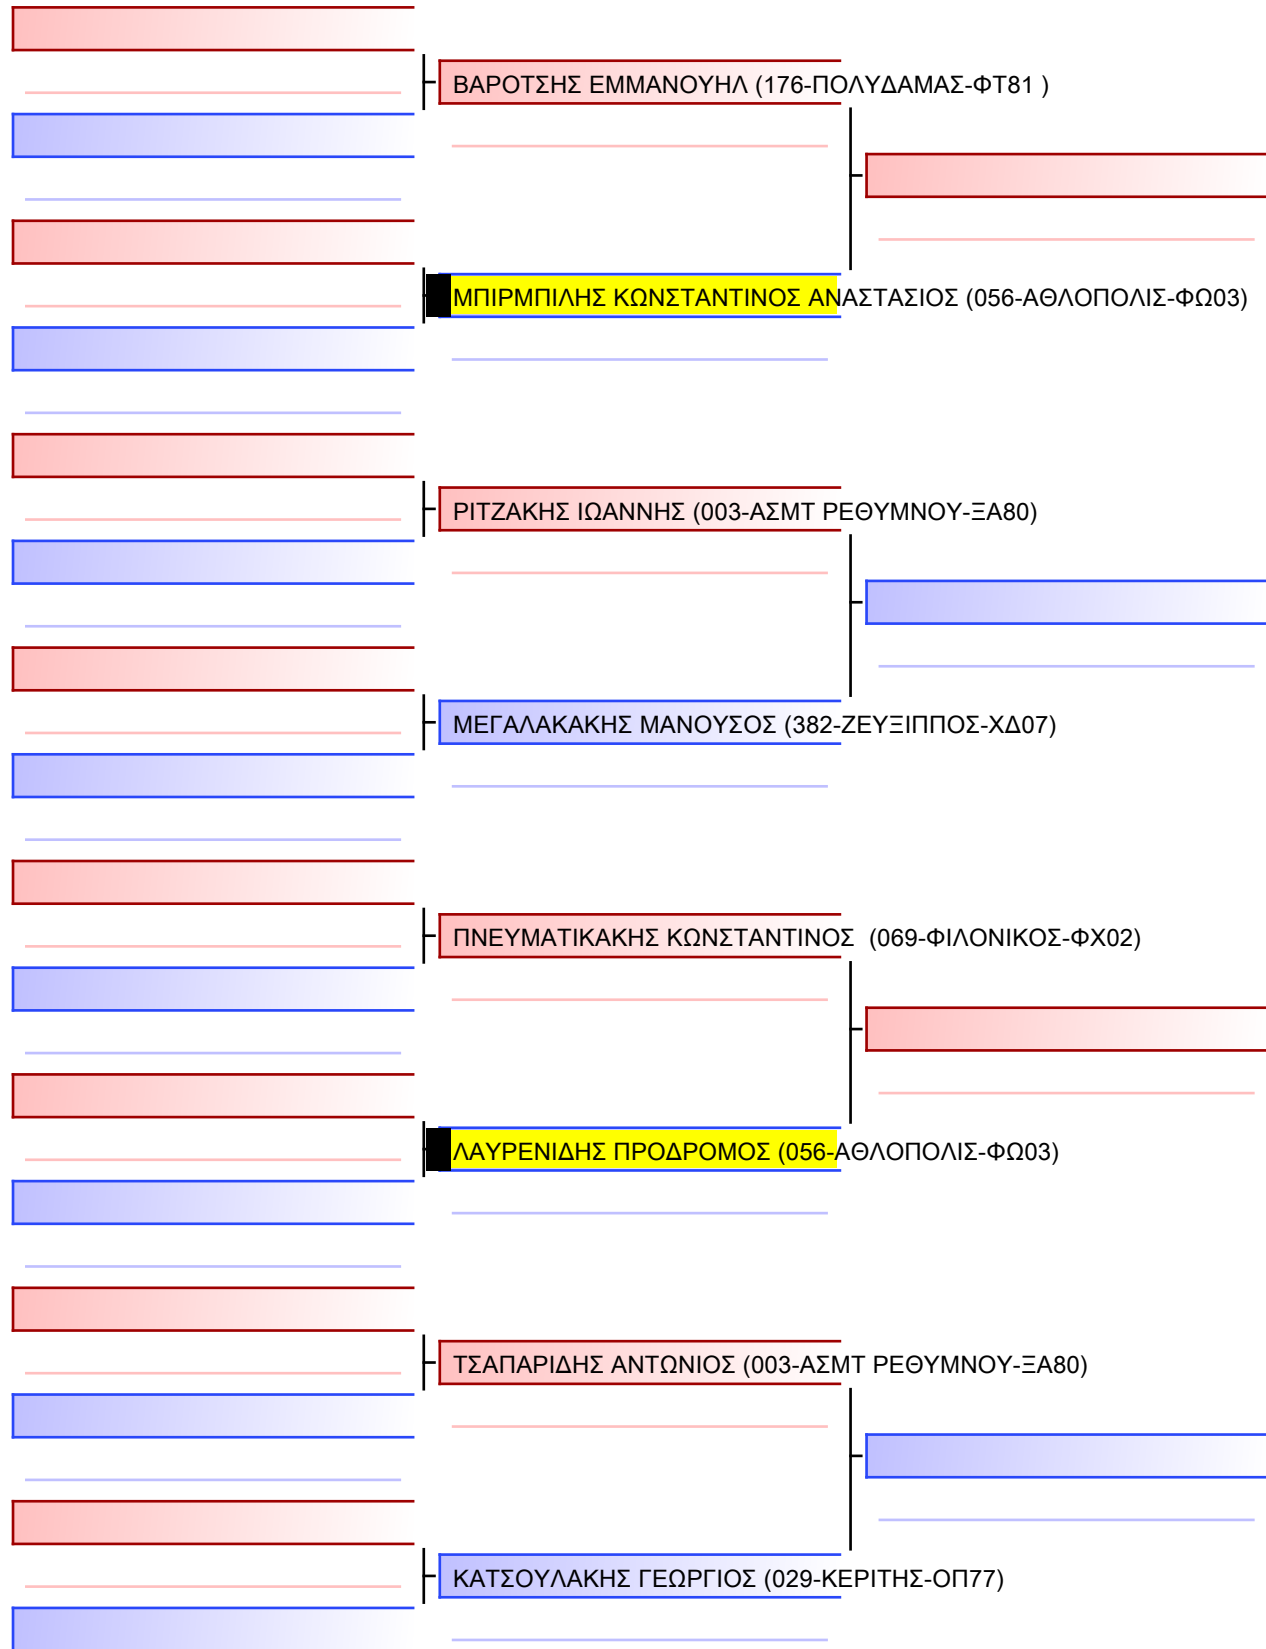 ΒΑΡΟΤΣΗΣ ΕΜΜΑΝΟΥΗΛ (176-ΠΟΛΥΔΑΜΑΣ-ΦΤ81 )
ΜΠΙΡΜΠΙΛΗΣ ΚΩΝΣΤΑΝΤΙΝΟΣ ΑΝΑΣΤΑΣΙΟΣ (056-ΑΘΛΟΠΟΛΙΣ-ΦΩ03)
ΡΙΤΖΑΚΗΣ ΙΩΑΝΝΗΣ (003-ΑΣΜΤ ΡΕΘΥΜΝΟΥ-ΞΑ80)
ΜΕΓΑΛΑΚΑΚΗΣ ΜΑΝΟΥΣΟΣ (382-ΖΕΥΞΙΠΠΟΣ-ΧΔ07)
ΠΝΕΥΜΑΤΙΚΑΚΗΣ ΚΩΝΣΤΑΝΤΙΝΟΣ  (069-ΦΙΛΟΝΙΚΟΣ-ΦΧ02)
ΛΑΥΡΕΝΙΔΗΣ ΠΡΟΔΡΟΜΟΣ (056-ΑΘΛΟΠΟΛΙΣ-ΦΩ03)
ΤΣΑΠΑΡΙΔΗΣ ΑΝΤΩΝΙΟΣ (003-ΑΣΜΤ ΡΕΘΥΜΝΟΥ-ΞΑ80)
ΚΑΤΣΟΥΛΑΚΗΣ ΓΕΩΡΓΙΟΣ (029-ΚΕΡΙΤΗΣ-ΟΠ77)